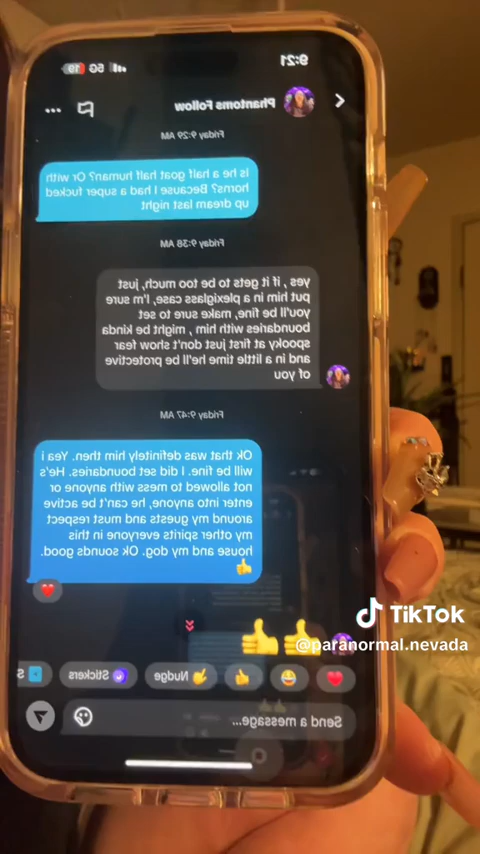 9:21
5G
19
Phantoms Follow
Friday 9:29 AM
Is he a half goat half human? Or with
horns? Because I had a super fucked
up dream last night
Friday 9:38 AM
yes , if it gets to be too much, just
put him in a plexiglass case, I'm sure
you'll be fine, make sure to set
boundaries with him , might be kinda
spooky at first just don't show fear
and in a little time he'll be protective
of you
Friday 9:47 AM
Ok that was definitely him then. Yea i
will be fine. I did set boundaries. He's
not allowed to mess with anyone or
enter into anyone, he can't be active
around my guests and must respect
my other spirits everyone in this
house and my dog. Ok sounds good.
👍
❤️
👍👍
TikTok
@paranormal.nevada
❤️ 😂 👍 Nudge Stickers S
Send a message...